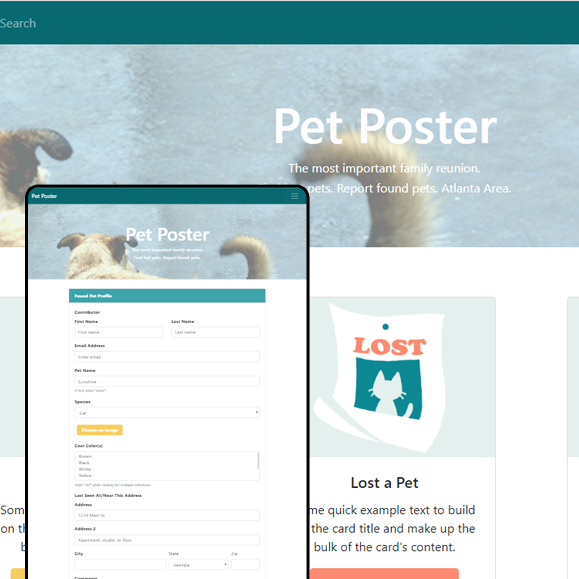 Search
Pet Poster
The most important family reunion.
pets. Report found pets. Atlanta Area.
Pet Poster
Pet Poster
The most important family reunion.
Find lost pets. Report found pets.
Found Pet Profile
Contributor
First Name
Last Name
First name
Last name
Email Address
Enter email
Pet Name
Sunshine
Species
Cat
Choose an Image
Coat Color(s)
Brown
Black
White
Yellow
Last Seen At/Near This Address
Address
1234 Main St
Address 2
Apartment, studio, or floor
City
State
Zip
Georgia
Comments
LOST
Lost a Pet
me quick example text to build
the card title and make up the
bulk of the card's content.
Som
on th
b